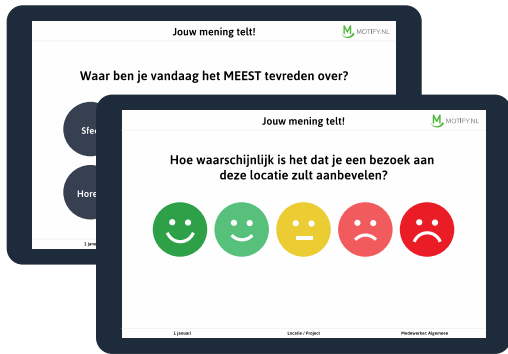 Jouw mening telt!
MOTIFY.NL
Waar ben je vandaag het MEEST tevreden over?
Sfee
Hore
1 januar
Jouw mening telt!
MOTIFY.NL
Hoe waarschijnlijk is het dat je een bezoek aan
deze locatie zult aanbevelen?
1 januari
Locatie / Project
Medewerker Algemeen